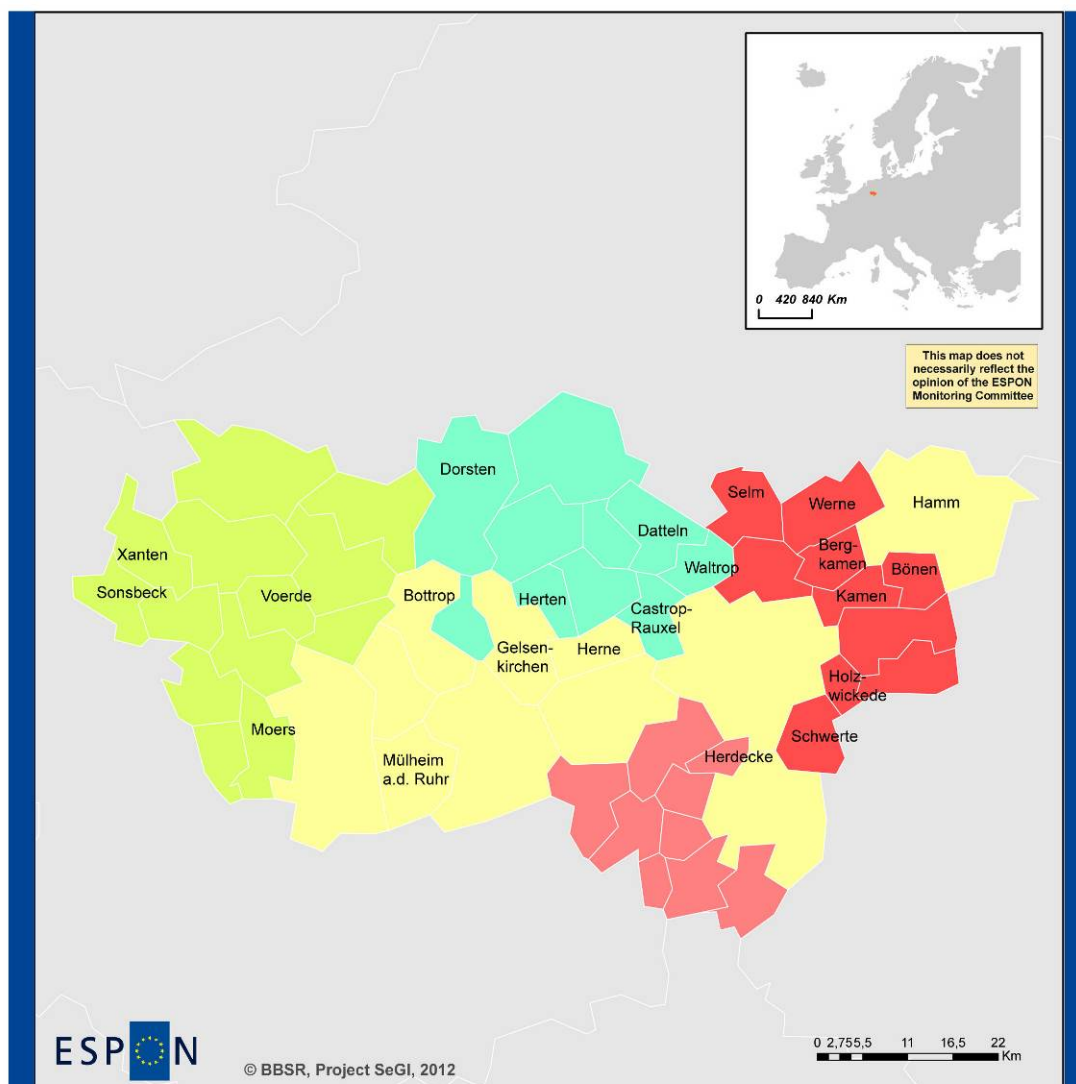 0 420 840 Km
This map does not
necessarily reflect the
opinion of the ESPON
Monitoring Committee
Dorsten
Selm
Werne
Hamm
Xanten
Datteln
Berg-
kamen
Sonsbeck
Voerde
Bottrop
Herten
Waltrop
Bönen
Kamen
Castrop-
Rauxel
Gelsen-
kirchen
Herne
Holz-
wickede
Moers
Schwerte
Mülheim
a.d. Ruhr
Herdecke
ESPON
© BBSR, Project SeGI, 2012
0 2,755,5 11 16,5 22
Km